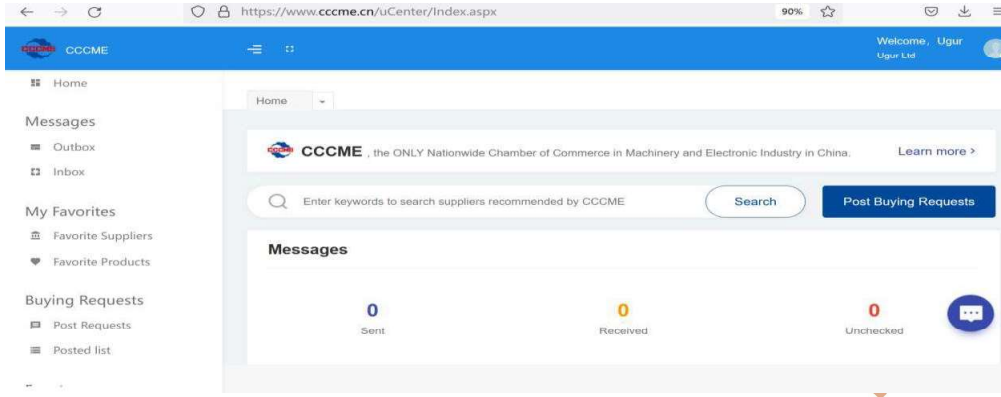 https://www.cccme.cn/uCenter/Index.aspx
90%
CCCME CCCME
Welcome, Ugur
Ugur Ltd
Home
Messages
Outbox
Inbox
My Favorites
Favorite Suppliers
Favorite Products
Buying Requests
Post Requests
Posted list
Home
CCCME CCCME , the ONLY Nationwide Chamber of Commerce in Machinery and Electronic Industry in China.
Learn more >
Enter keywords to search suppliers recommended by CCCME
Search
Post Buying Requests
Messages
0
Sent
0
Received
0
Unchecked